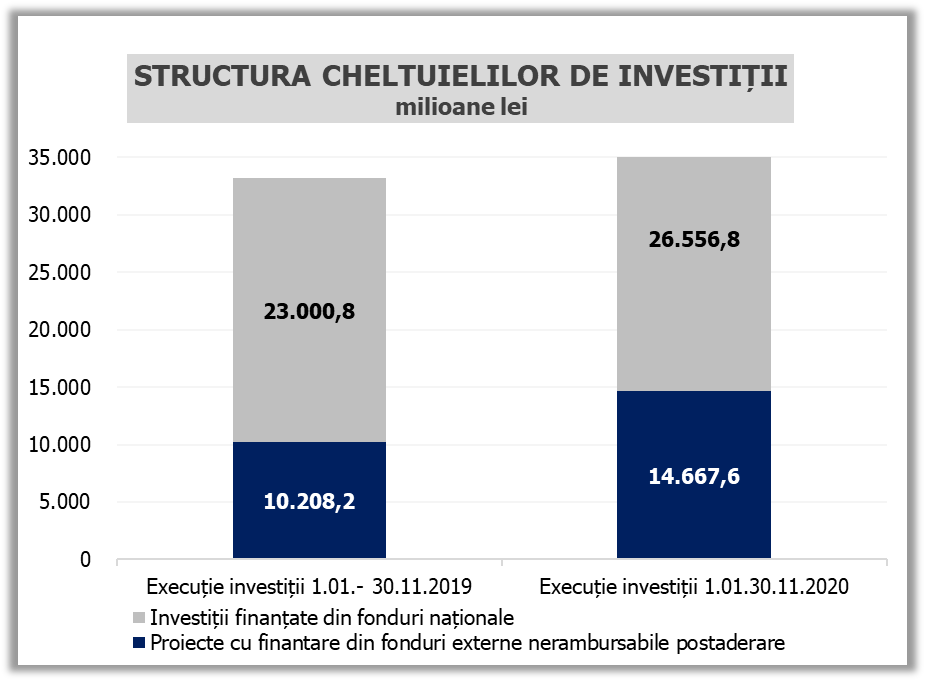 STRUCTURA CHELTUIELILOR DE INVESTIȚII
milioane lei
35.000
30.000
25.000
20.000
15.000
10.000
5.000
0
23.000,8
10.208,2
26.556,8
14.667,6
Execuție investiții 1.01.- 30.11.2019
Execuție investiții 1.01.30.11.2020
Investiții finanțate din fonduri naționale
Proiecte cu finantare din fonduri externe nerambursabile postaderare